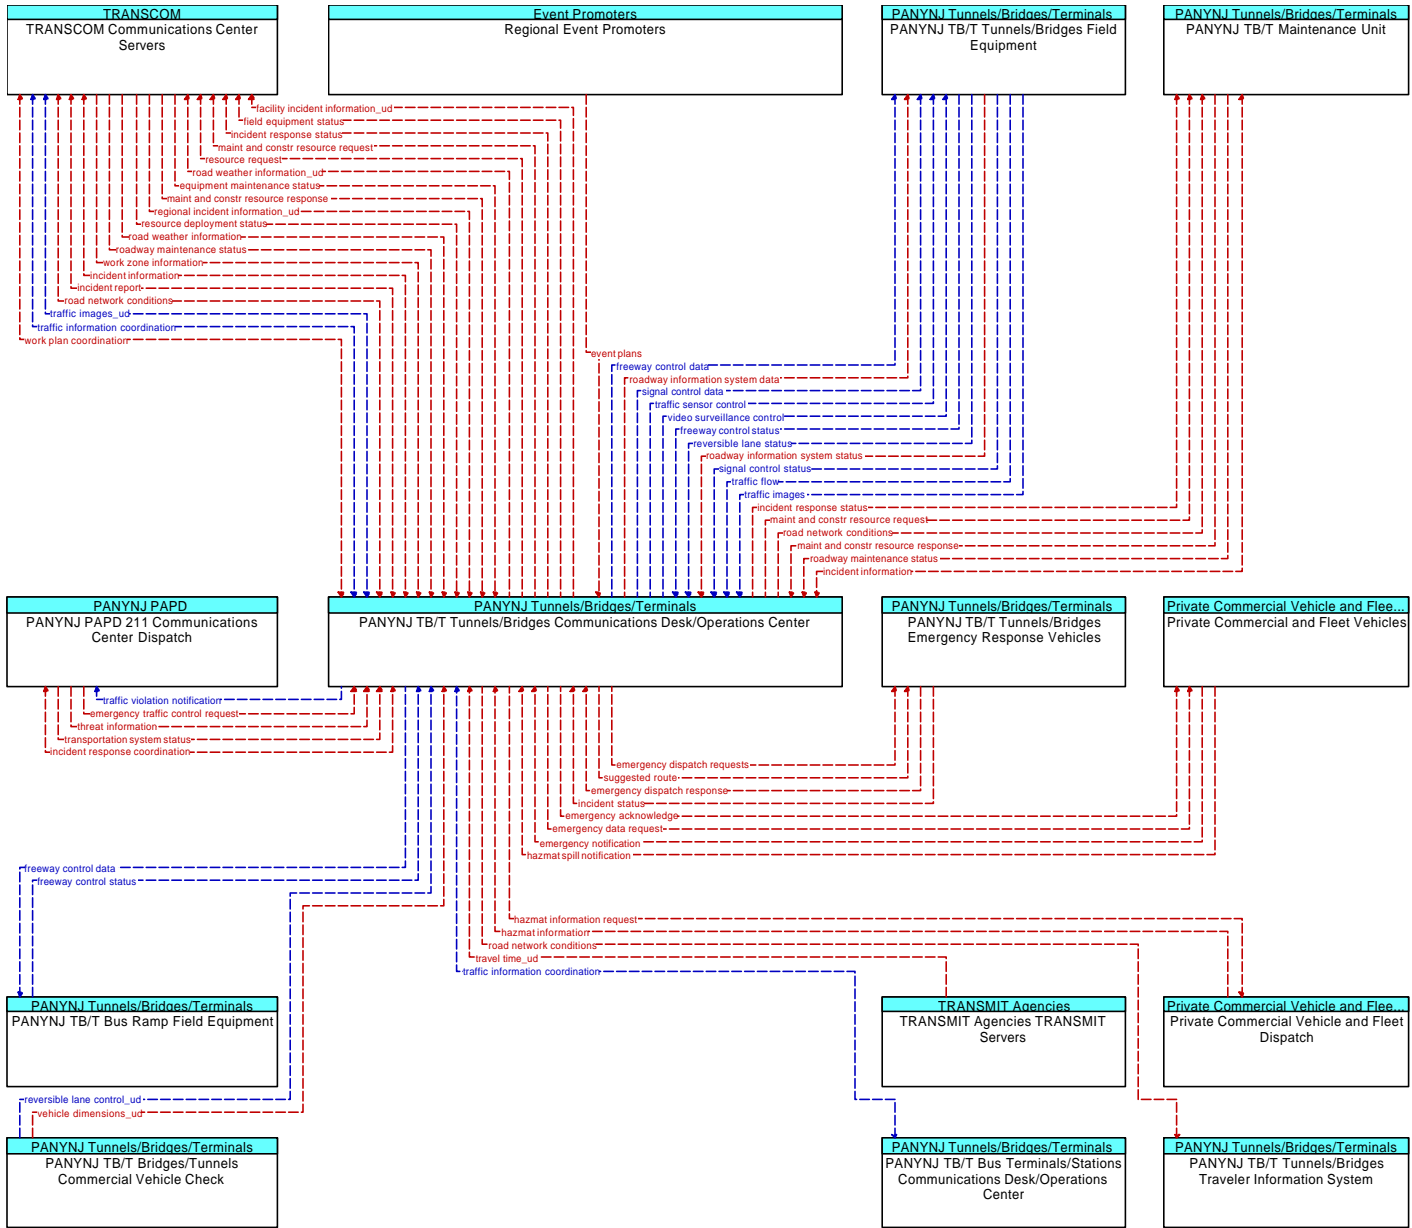 TRANSCOM
TRANSCOM Communications Center
Servers
Event Promoters
Regional Event Promoters
PANYNJ Tunnels/Bridges/Terminals
PANYNJ TB/T Tunnels/Bridges Field
Equipment
PANYNJ Tunnels/Bridges/Terminals
PANYNJ TB/T Maintenance Unit
facility incident information_ud
field equipment status
incident response status
maint and constr resource request
resource request
road weather information_ud
equipment maintenance status
maint and constr resource response
regional incident information_ud
resource deployment status
road weather information
roadway maintenance status
work zone information
incident information
incident report
road network conditions
traffic images_ud
traffic information coordination
work plan coordination
event plans
freeway control data
roadway information system data
signal control data
traffic sensor control
video surveillance control
freeway control status
reversible lane status
roadway information system status
signal control status
traffic flow
traffic images
incident response status
maint and constr resource request
road network conditions
maint and constr resource response
roadway maintenance status
incident information
PANYNJ PAPD
PANYNJ PAPD 211 Communications
Center Dispatch
PANYNJ Tunnels/Bridges/Terminals
PANYNJ TB/T Tunnels/Bridges Communications Desk/Operations Center
PANYNJ Tunnels/Bridges/Terminals
PANYNJ TB/T Tunnels/Bridges
Emergency Response Vehicles
Private Commercial Vehicle and Flee...
Private Commercial and Fleet Vehicles
traffic violation notification
emergency traffic control request
threat information
transportation system status
incident response coordination
emergency dispatch requests
suggested route
emergency dispatch response
incident status
emergency acknowledge
emergency data request
emergency notification
hazmat spill notification
freeway control data
freeway control status
hazmat information request
hazmat information
road network conditions
travel time_ud
traffic information coordination
PANYNJ Tunnels/Bridges/Terminals
PANYNJ TB/T Bus Ramp Field Equipment
TRANSMIT Agencies
TRANSMIT Agencies TRANSMIT
Servers
Private Commercial Vehicle and Flee...
Private Commercial Vehicle and Fleet
Dispatch
reversible lane control_ud
vehicle dimensions_ud
PANYNJ Tunnels/Bridges/Terminals
PANYNJ TB/T Bridges/Tunnels
Commercial Vehicle Check
PANYNJ Tunnels/Bridges/Terminals
PANYNJ TB/T Bus Terminals/Stations
Communications Desk/Operations
Center
PANYNJ Tunnels/Bridges/Terminals
PANYNJ TB/T Tunnels/Bridges
Traveler Information System